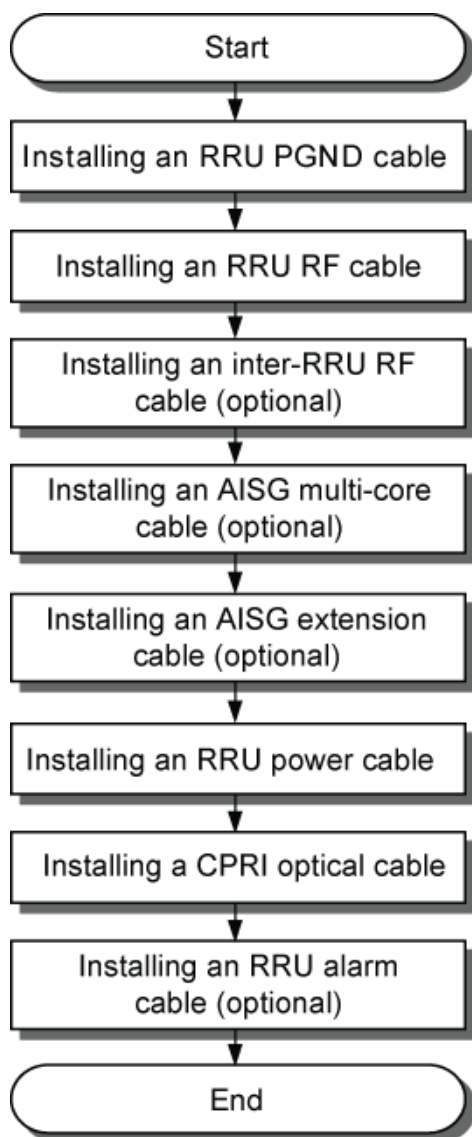 Start
Installing an RRU PGND cable
Installing an RRU RF cable
Installing an inter-RRU RF
cable (optional)
Installing an AISG multi-core
cable (optional)
Installing an AISG extension
cable (optional)
Installing an RRU power cable
Installing a CPRI optical cable
Installing an RRU alarm
cable (optional)
End